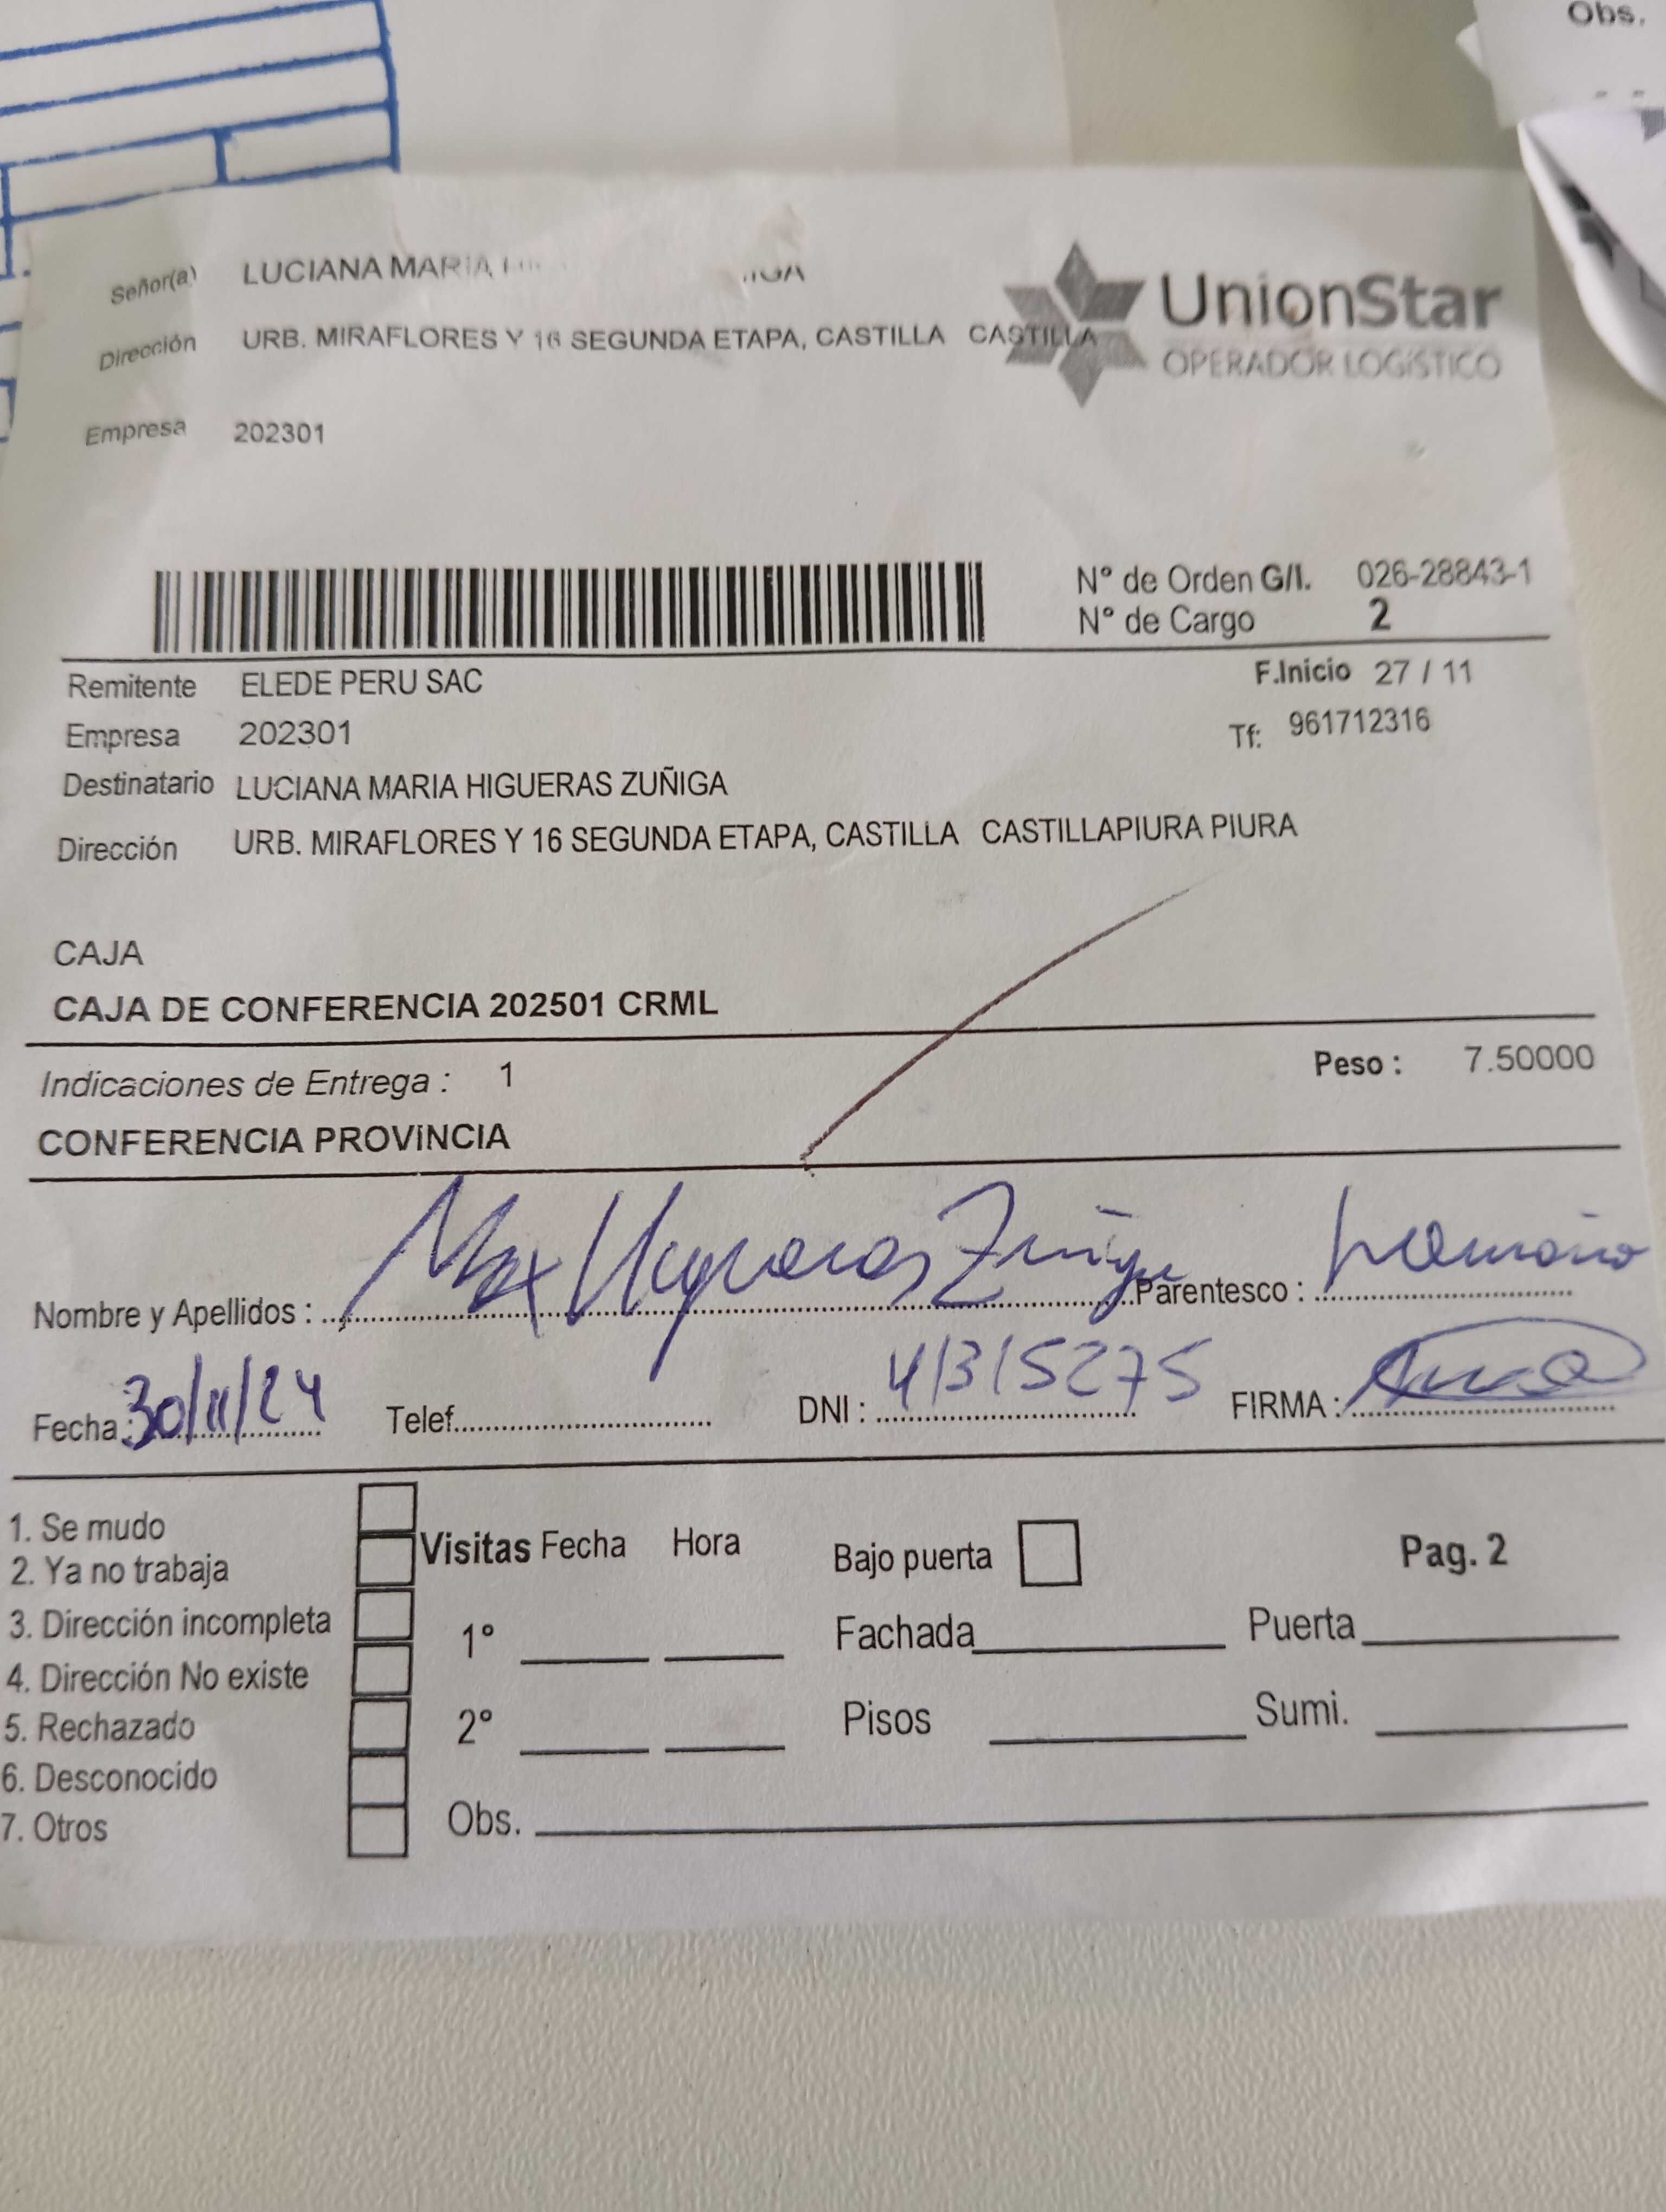 Obs.
Señor(a) LUCIANA MARIA
Dirección URB. MIRAFLORES Y 16 SEGUNDA ETAPA, CASTILLA CASTILLA
UnionStar
OPERADOR LOGÍSTICO
Empresa 202301
N° de Orden G/I. 026-28843-1
N° de Cargo 2
Remitente ELEDE PERU SAC F.Inicio 27 / 11
Empresa 202301 Tf: 961712316
Destinatario LUCIANA MARIA HIGUERAS ZUÑIGA
Dirección URB. MIRAFLORES Y 16 SEGUNDA ETAPA, CASTILLA CASTILLAPIURA PIURA
CAJA
CAJA DE CONFERENCIA 202501 CRML
Indicaciones de Entrega : 1 Peso : 7.50000
CONFERENCIA PROVINCIA
Nombre y Apellidos : Max Higueras Zuñiga Parentesco : hermano
Fecha : 30/11/24 Telef. DNI : 41315275 FIRMA :
1. Se mudo
2. Ya no trabaja
3. Dirección incompleta
4. Dirección No existe
5. Rechazado
6. Desconocido
7. Otros
Visitas Fecha Hora
1°
2°
Obs.
Bajo puerta Pag. 2
Fachada Puerta
Pisos Sumi.